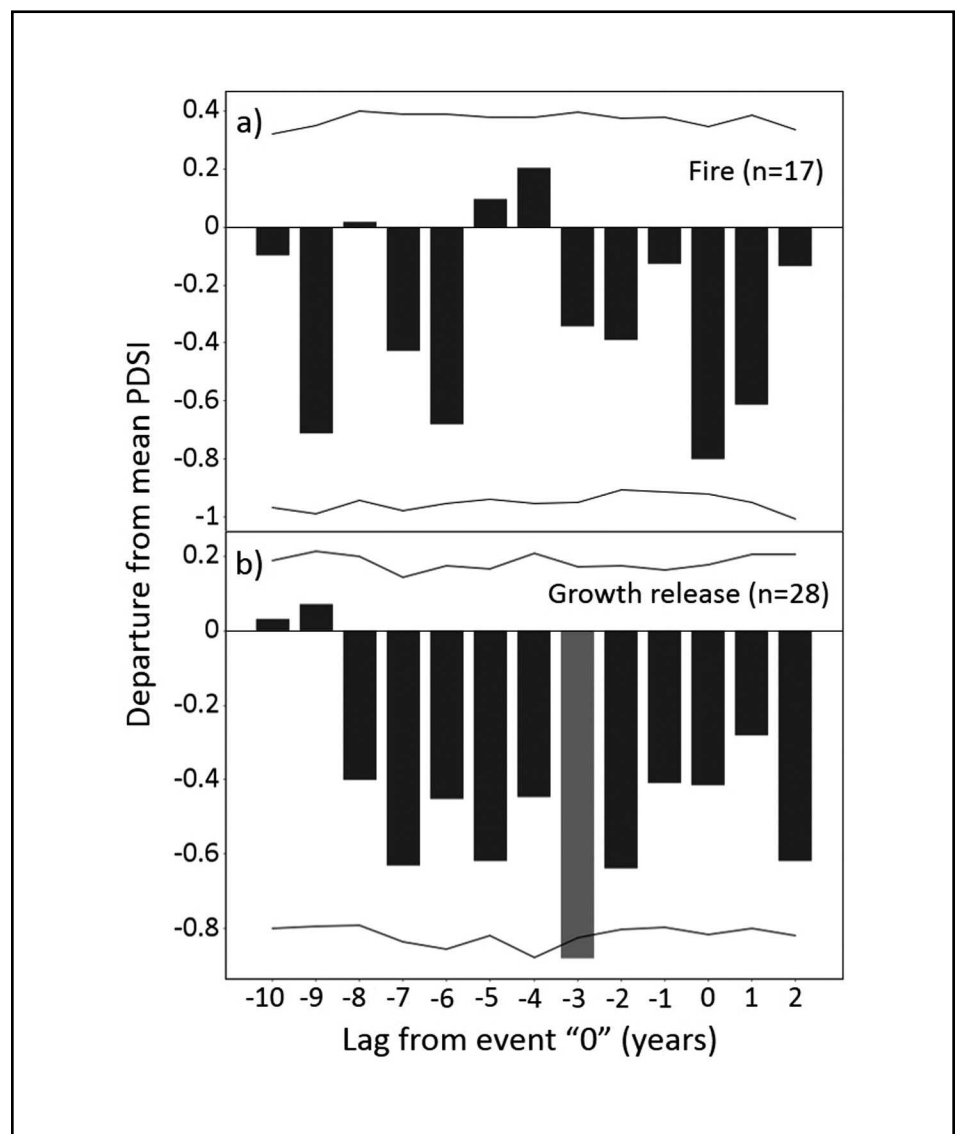 a)
Fire (n=17)
0.4
0.2
0
-0.2
-0.4
-0.6
-0.8
-1
b)
Growth release (n=28)
0.2
0
-0.2
-0.4
-0.6
-0.8
Departure from mean PDSI
-10 -9 -8 -7 -6 -5 -4 -3 -2 -1 0 1 2
Lag from event “0” (years)